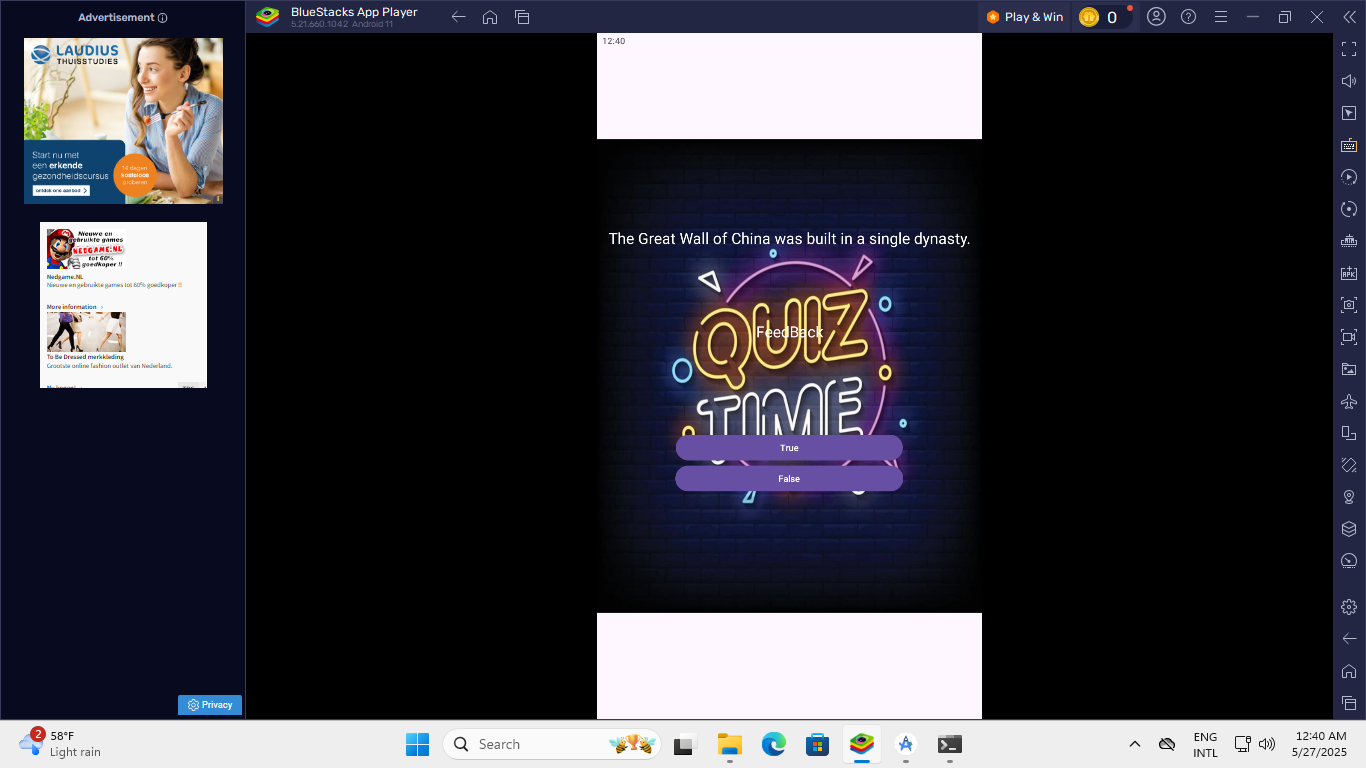 Advertisement
LAUDIUS
THUISSTUDIES
Start nu met
een erkende
gezondheidscursus
14 dagen
kosteloos
proberen
ontdek ons aanbod
Nieuwe en
gebruikte games
NEDGAME.NL
tot 60%
goedkoper !!
Nedgame.NL
Nieuwe en gebruikte games tot 60% goedkoper!!
More information
To Be Dressed merkkleding
Grootste online fashion outlet van Nederland.
Privacy
BlueStacks App Player
5.21.660.1042 Android 11
Play & Win
0
12:40
The Great Wall of China was built in a single dynasty.
QUIZ
FeedBack
TIME
True
False
APK
2
58°F
Light rain
Search
ENG
INTL
12:40 AM
5/27/2025